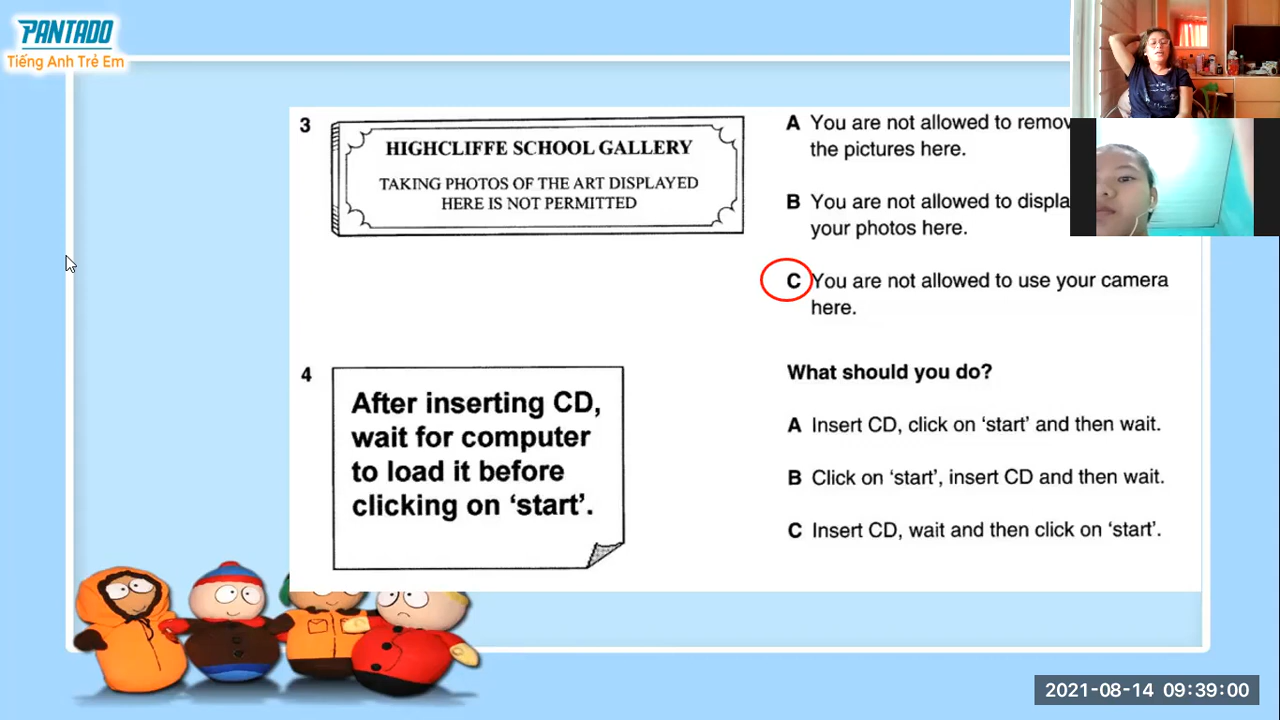 PANTADO
Tiếng Anh Trẻ Em
3
HIGHCLIFFE SCHOOL GALLERY
TAKING PHOTOS OF THE ART DISPLAYED
HERE IS NOT PERMITTED
A You are not allowed to
the pictures here.
B You are not allowed to
your photos here.
C You are not allowed to use your camera
here.
4
After inserting CD,
wait for computer
to load it before
clicking on ‘start’.
What should you do?
A Insert CD, click on ‘start’ and then wait.
B Click on ‘start’, insert CD and then wait.
C Insert CD, wait and then click on ‘start’.
2021-08-14 09:39:00